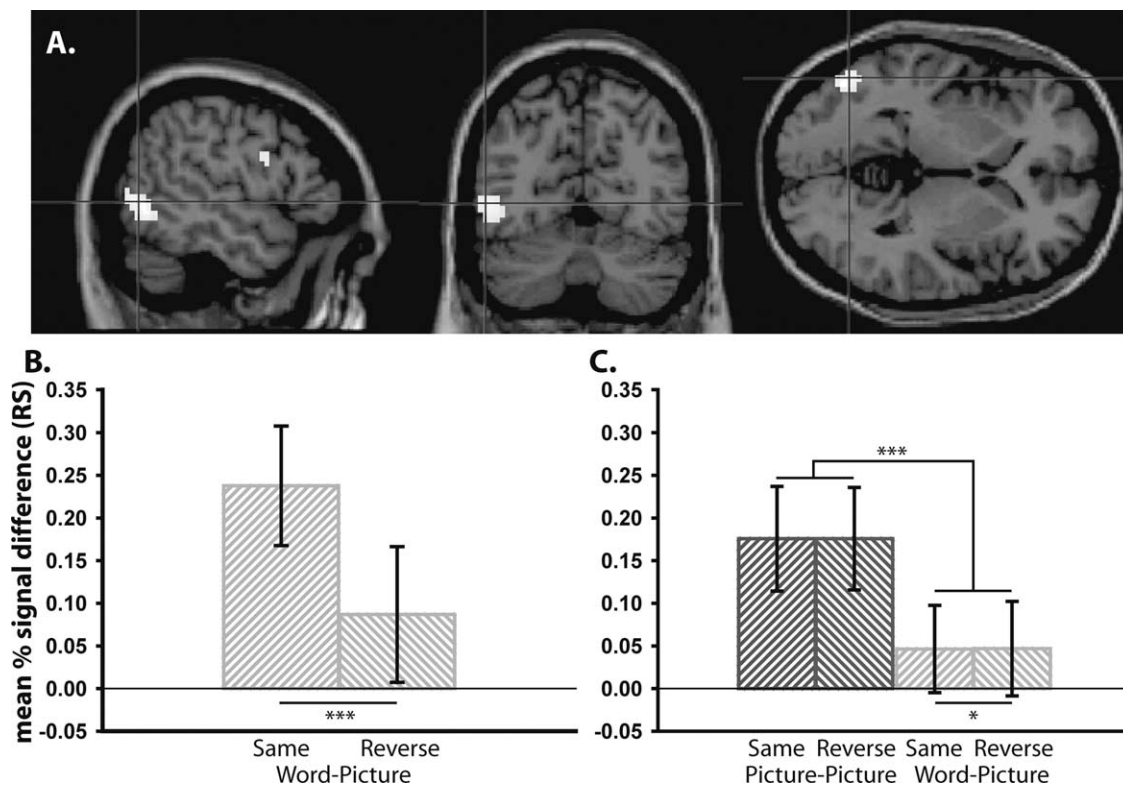 A.
B.
mean % signal difference (RS)
0.35
0.30
0.25
0.20
0.15
0.10
0.05
0.00
-0.05
***
Same Reverse
Word-Picture
C.
0.35
0.30
0.25
0.20
0.15
0.10
0.05
0.00
-0.05
***
*
Same Reverse Same Reverse
Picture-Picture Word-Picture